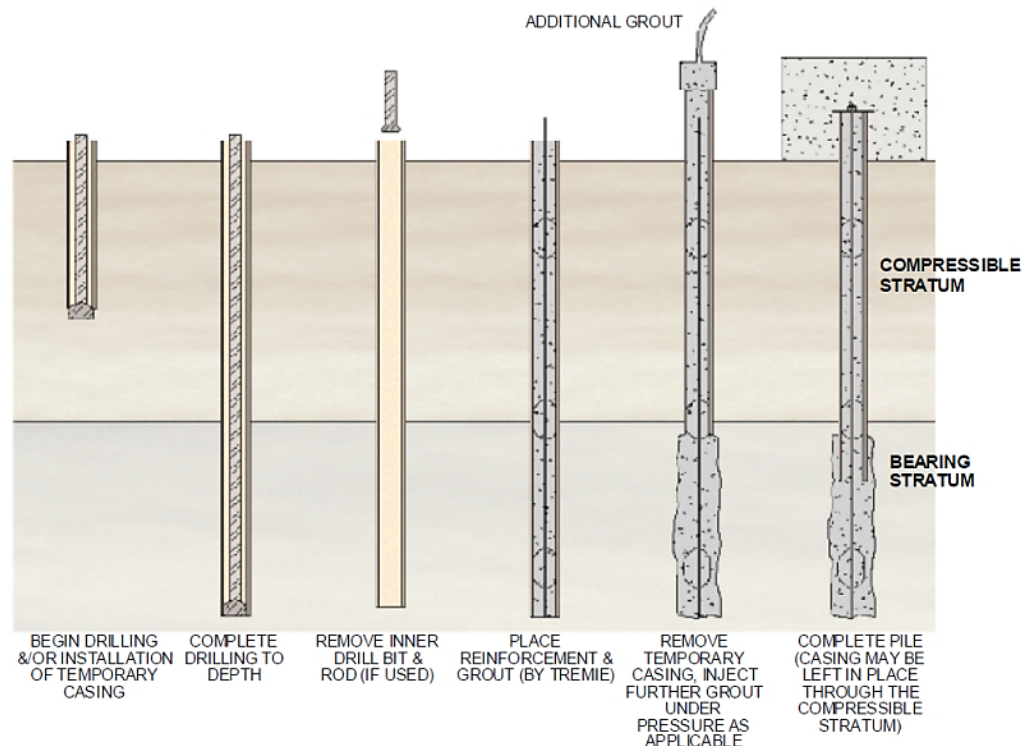 ADDITIONAL GROUT
COMPRESSIBLE
STRATUM
BEARING
STRATUM
BEGIN DRILLING
&/OR INSTALLATION
OF TEMPORARY
CASING
COMPLETE
DRILLING TO
DEPTH
REMOVE INNER
DRILL BIT &
ROD (IF USED)
PLACE
REINFORCEMENT &
GROUT (BY TREMIE)
REMOVE
TEMPORARY
CASING, INJECT
FURTHER GROUT
UNDER
PRESSURE AS
APPLICABLE
COMPLETE PILE
(CASING MAY BE
LEFT IN PLACE
THROUGH THE
COMPRESSIBLE
STRATUM)